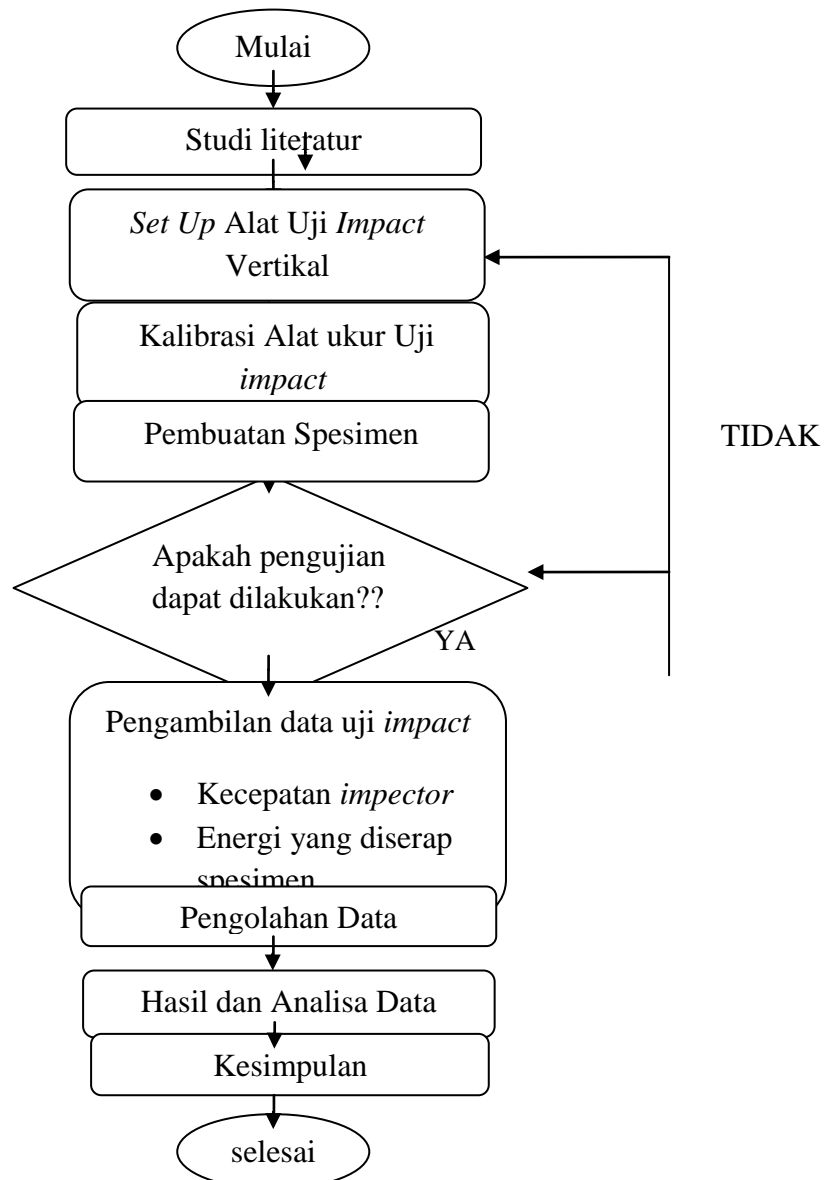 Mulai
Studi literatur
Set Up Alat Uji Impact
Vertikal
Kalibrasi Alat ukur Uji
impact
Pembuatan Spesimen
TIDAK
Apakah pengujian
dapat dilakukan??
YA
Pengambilan data uji impact
• Kecepatan impector
• Energi yang diserap
spesimen
Pengolahan Data
Hasil dan Analisa Data
Kesimpulan
selesai